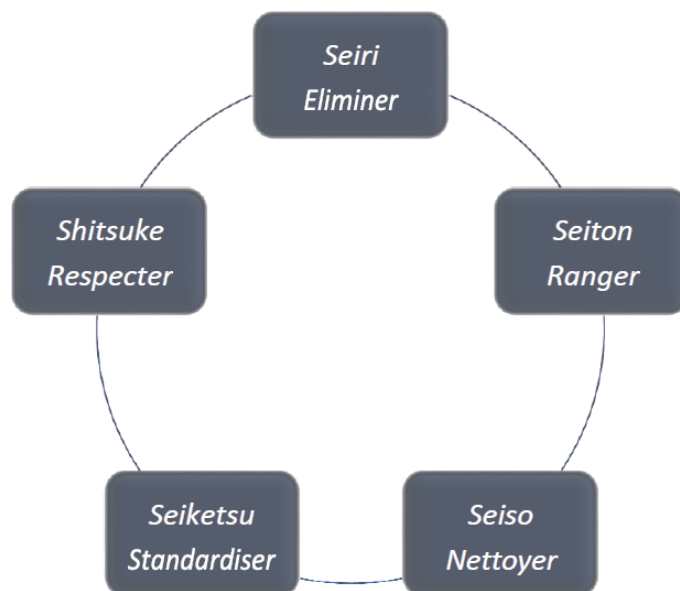 Seiri
Eliminer
Seiton
Ranger
Seiso
Nettoyer
Seiketsu
Standardiser
Shitsuke
Respecter